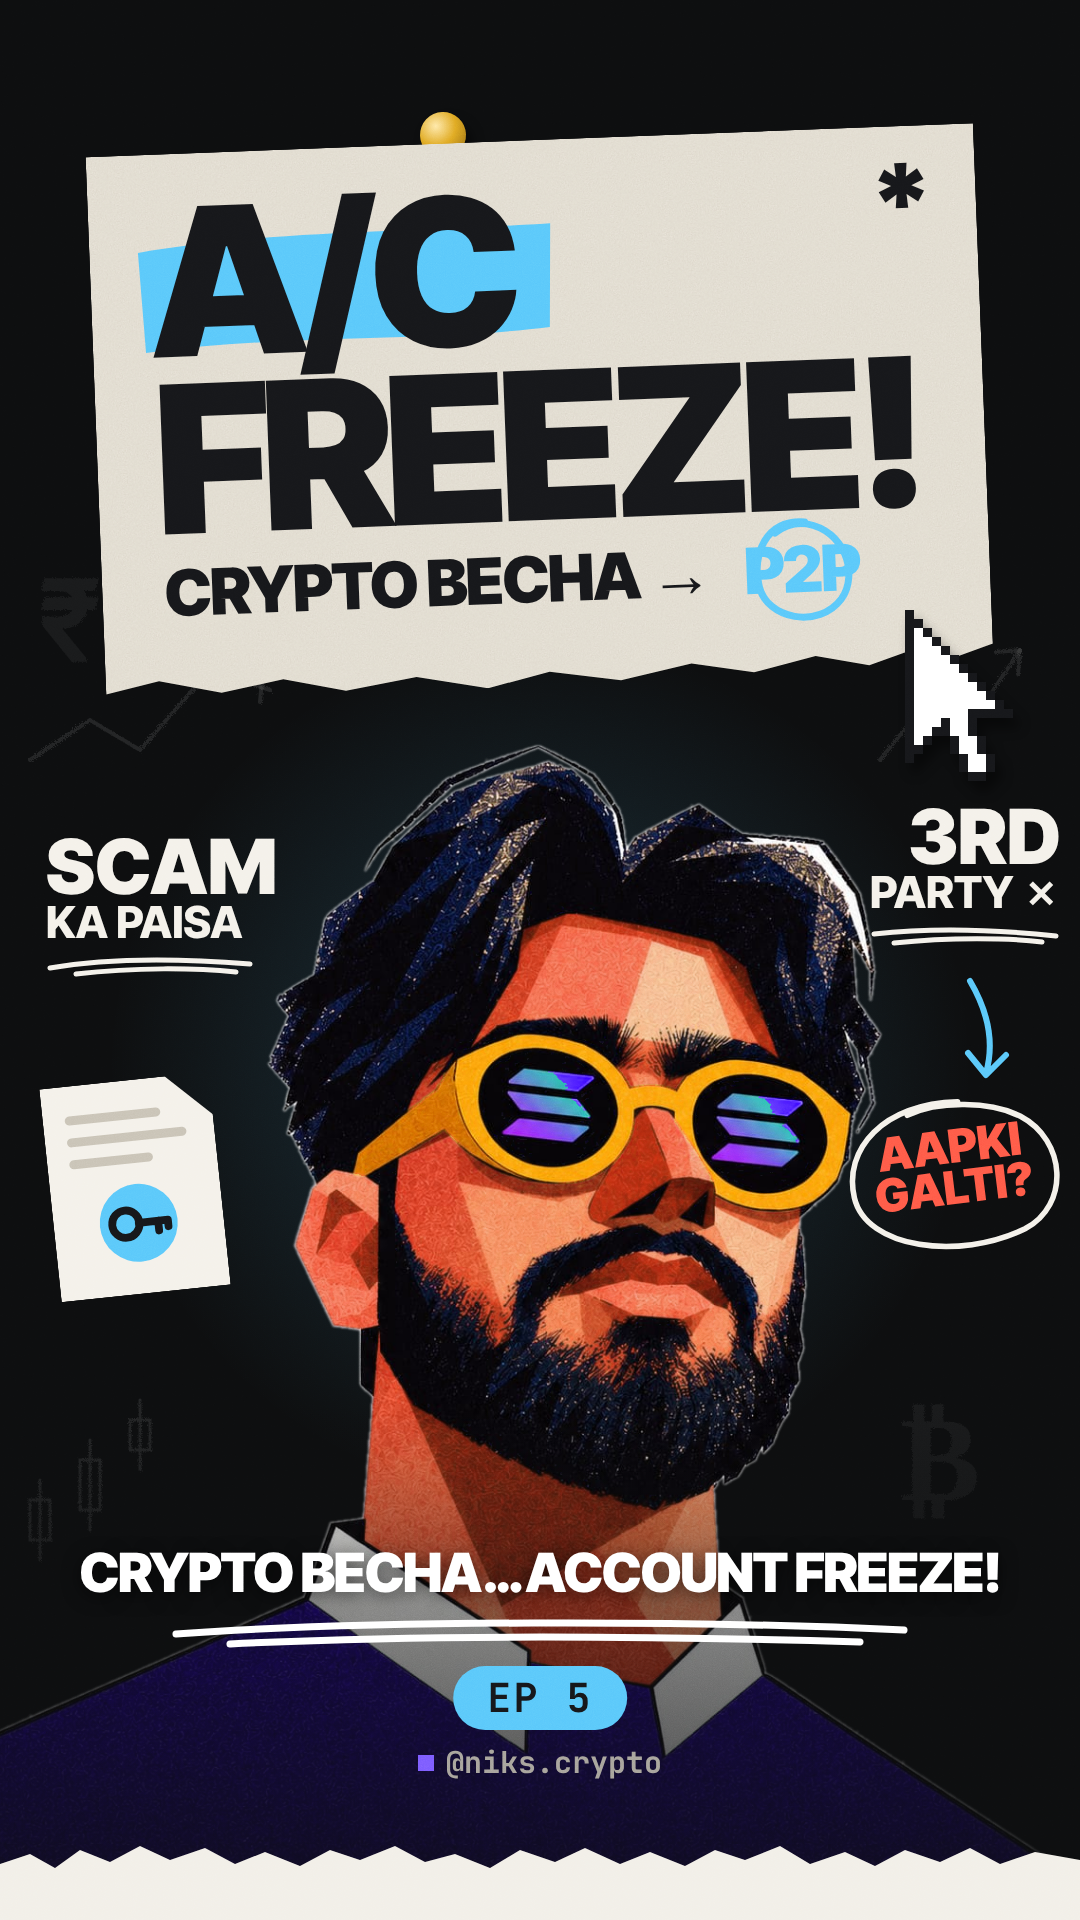 *
A/C
FREEZE!
CRYPTO BECHA → P2P
₹
SCAM
KA PAISA
3RD
PARTY ×
AAPKI
GALTI?
₿
CRYPTO BECHA... ACCOUNT FREEZE!
EP 5
@niks.crypto